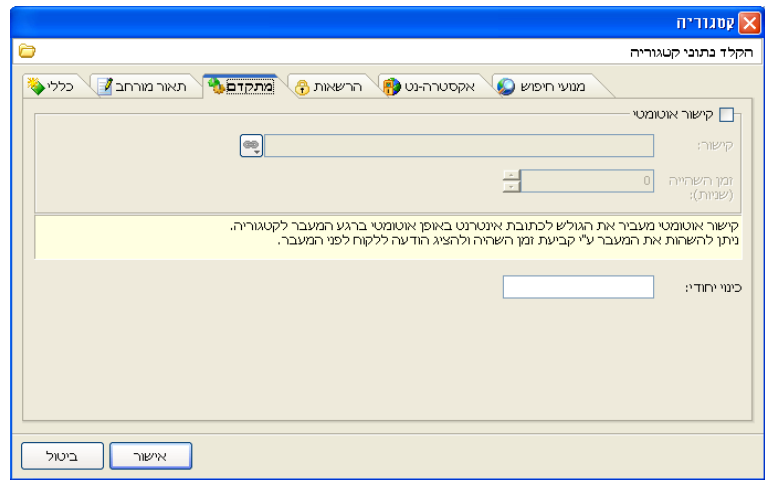 קטגוריה
הקלד נתוני קטגוריה
כללי תאור מורחב מתקדם הרשאות אקסטרה-נט מנועי חיפוש
קישור אוטומטי
קישור:
זמן השהייה
(שניות):
0
קישור אוטומטי מעביר את הגולש לכתובת אינטרנט באופן אוטומטי ברגע המעבר לקטגוריה.
ניתן להשהות את המעבר ע"י קביעת זמן השהיה ולהציג הודעה ללקוח לפני המעבר.
כינוי יחודי:
אישור ביטול